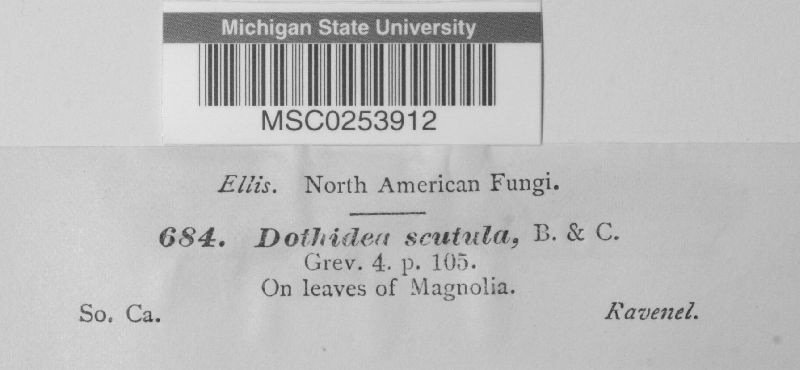 Michigan State University
MSC0253912
Ellis. North American Fungi.
684. Dothidea scutula, B. & C.
Grev. 4. p. 105.
On leaves of Magnolia.
So. Ca. Ravenel.